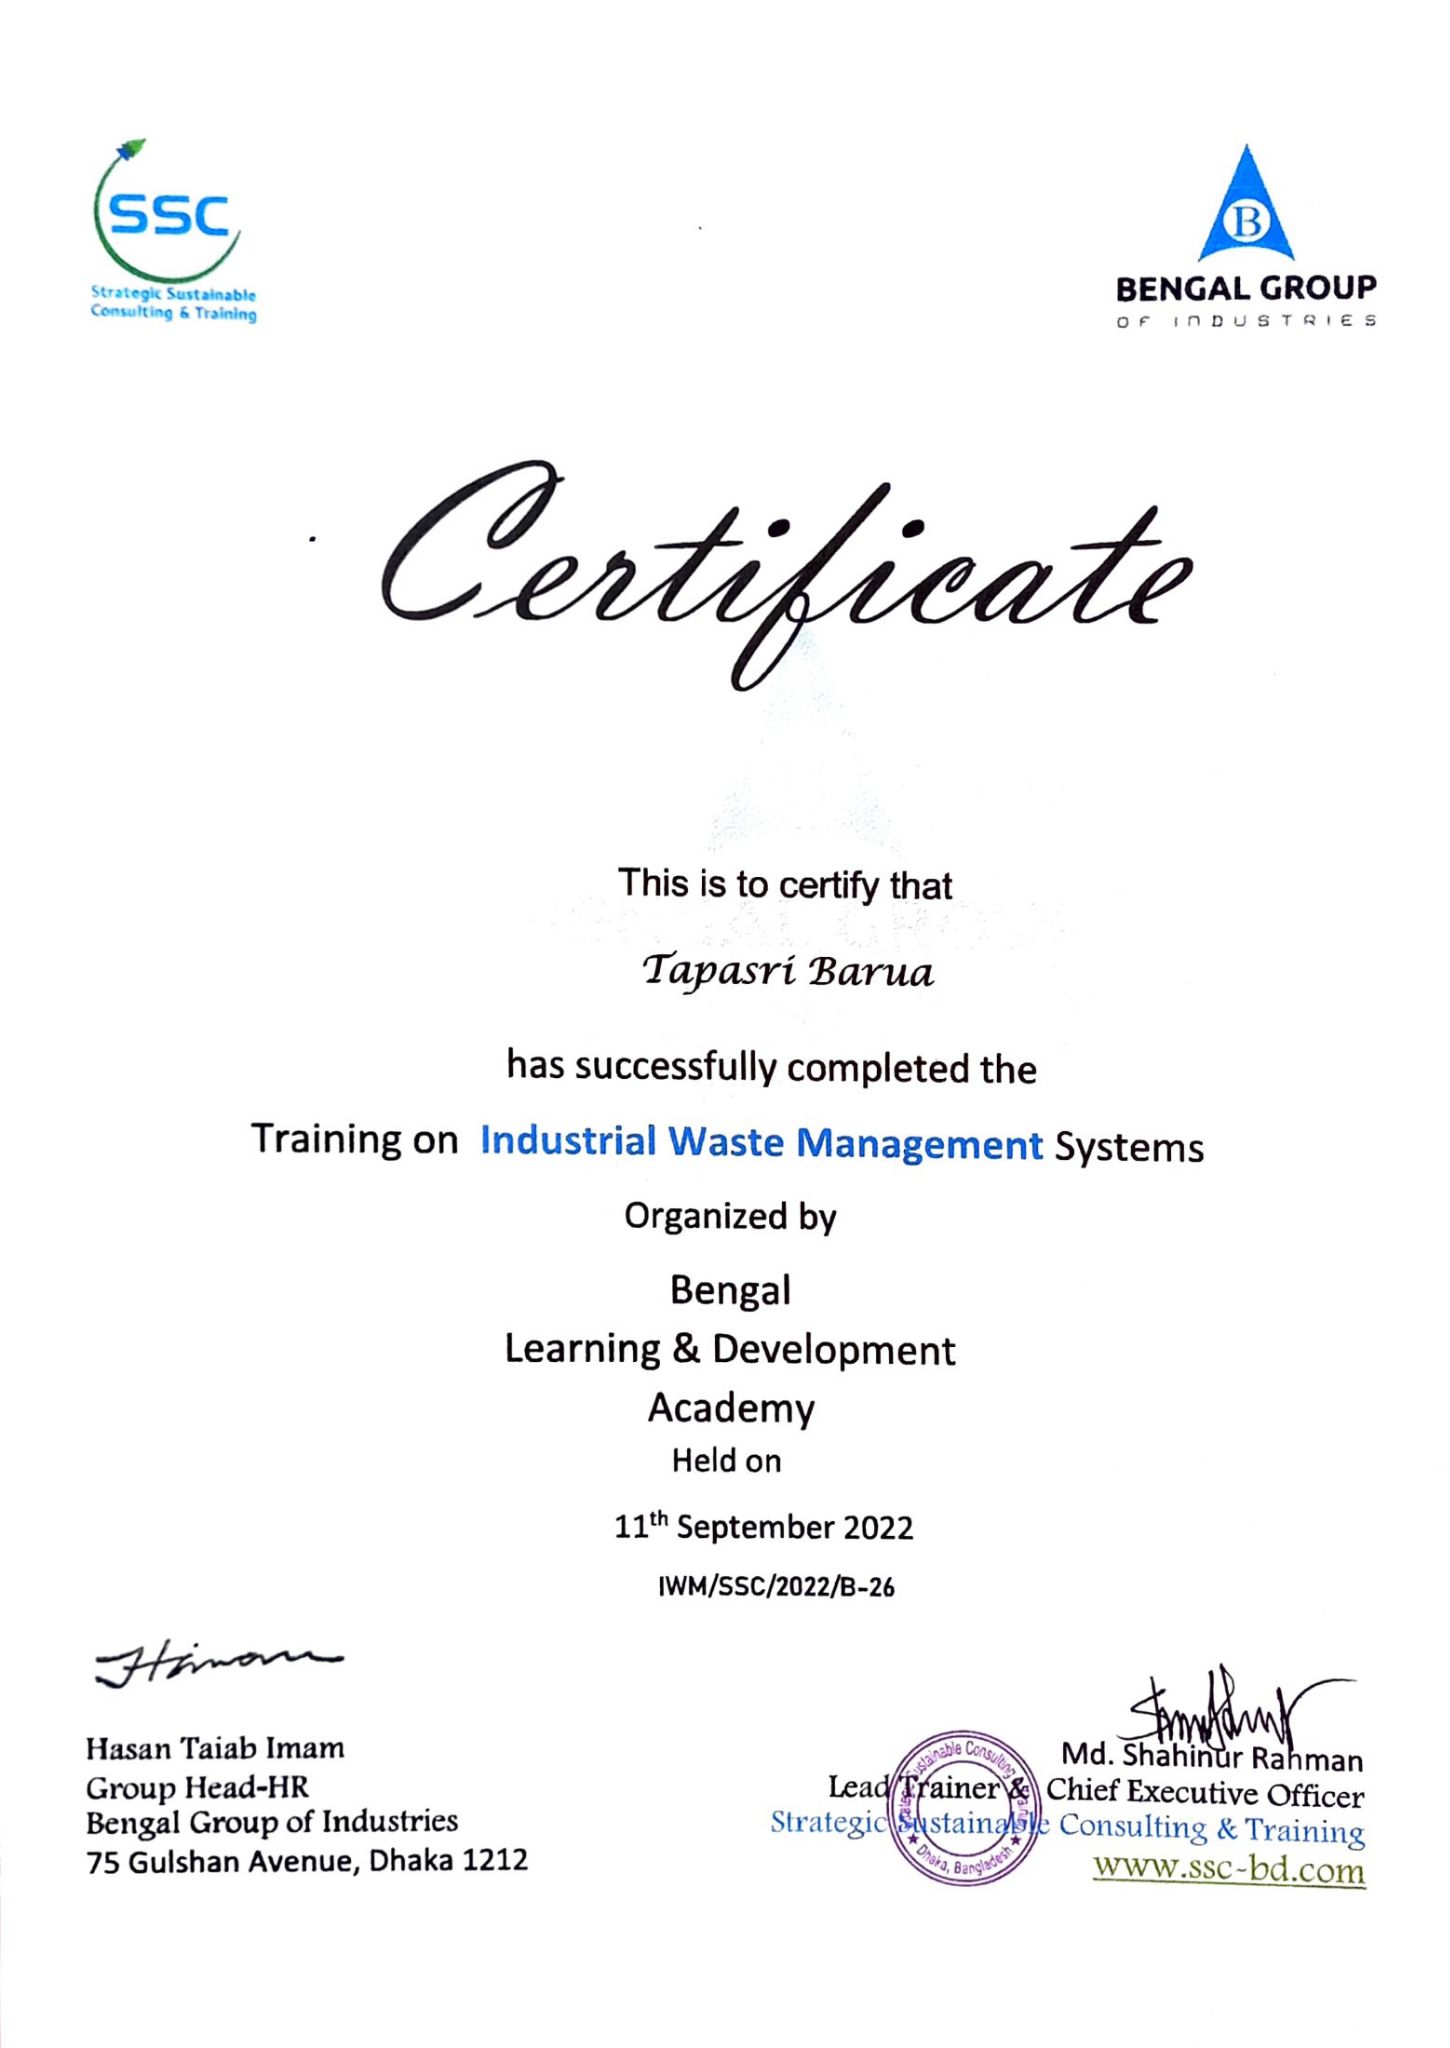 SSC
Strategic Sustainable
Consulting & Training
B
BENGAL GROUP
OF INDUSTRIES
Certificate
This is to certify that
Tapasri Barua
has successfully completed the
Training on Industrial Waste Management Systems
Organized by
Bengal
Learning & Development
Academy
Held on
11th September 2022
IWM/SSC/2022/B-26
Hasan Taiab Imam
Group Head-HR
Bengal Group of Industries
75 Gulshan Avenue, Dhaka 1212
Md. Shahinur Rahman
Lead Trainer & Chief Executive Officer
Strategic Sustainable Consulting & Training
www.ssc-bd.com
Strategic Sustainable Consulting & Training
★ Dhaka, Bangladesh ★